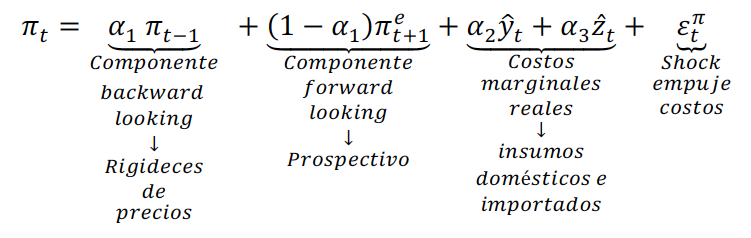 π_t = α_1 π_{t−1} + (1 − α_1)π^e_{t+1} + α_2ŷ_t + α_3ẑ_t + ε^π_t
Componente
backward
looking
↓
Rigideces
de
precios
Componente
forward
looking
↓
Prospectivo
Costos
marginales
reales
↓
insumos
domésticos e
importados
Shock
empuje
costos